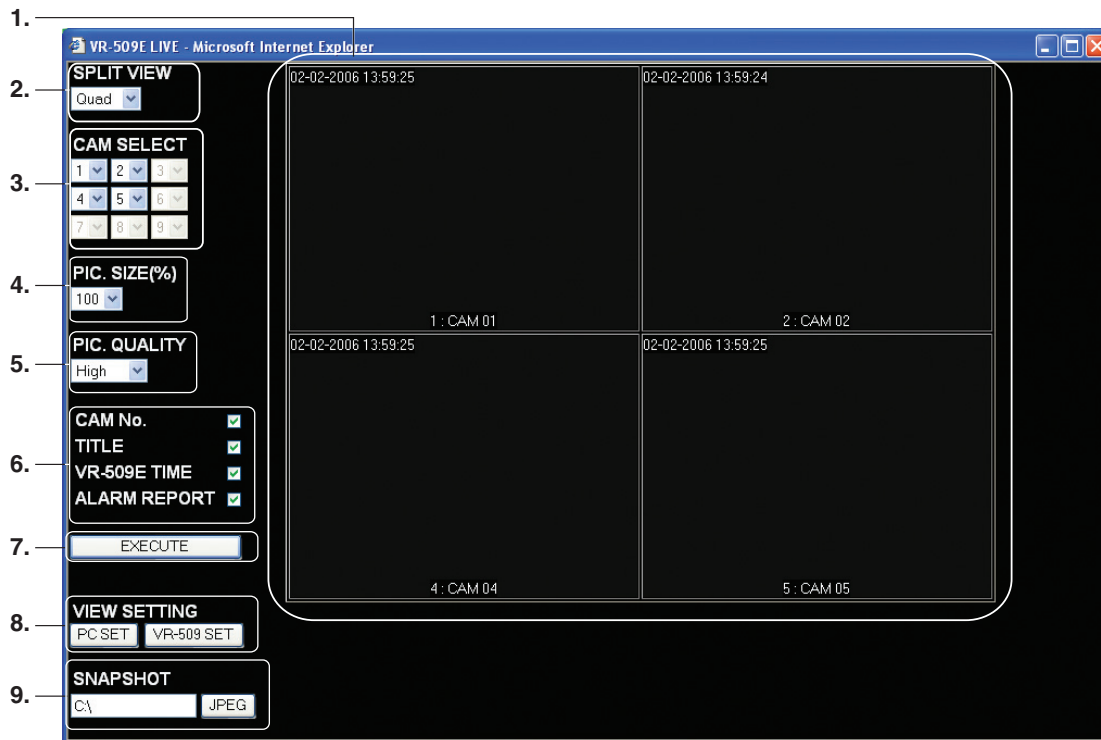 1.
VR-509E LIVE - Microsoft Internet Explorer
2.
SPLIT VIEW
Quad
3.
CAM SELECT
1 2 3
4 5 6
7 8 9
4.
PIC. SIZE(%)
100
5.
PIC. QUALITY
High
6.
CAM No.
TITLE
VR-509E TIME
ALARM REPORT
7.
EXECUTE
8.
VIEW SETTING
PC SET VR-509 SET
9.
SNAPSHOT
C:\ JPEG
02-02-2006 13:59:25
1 : CAM 01
02-02-2006 13:59:24
2 : CAM 02
02-02-2006 13:59:25
4 : CAM 04
02-02-2006 13:59:25
5 : CAM 05